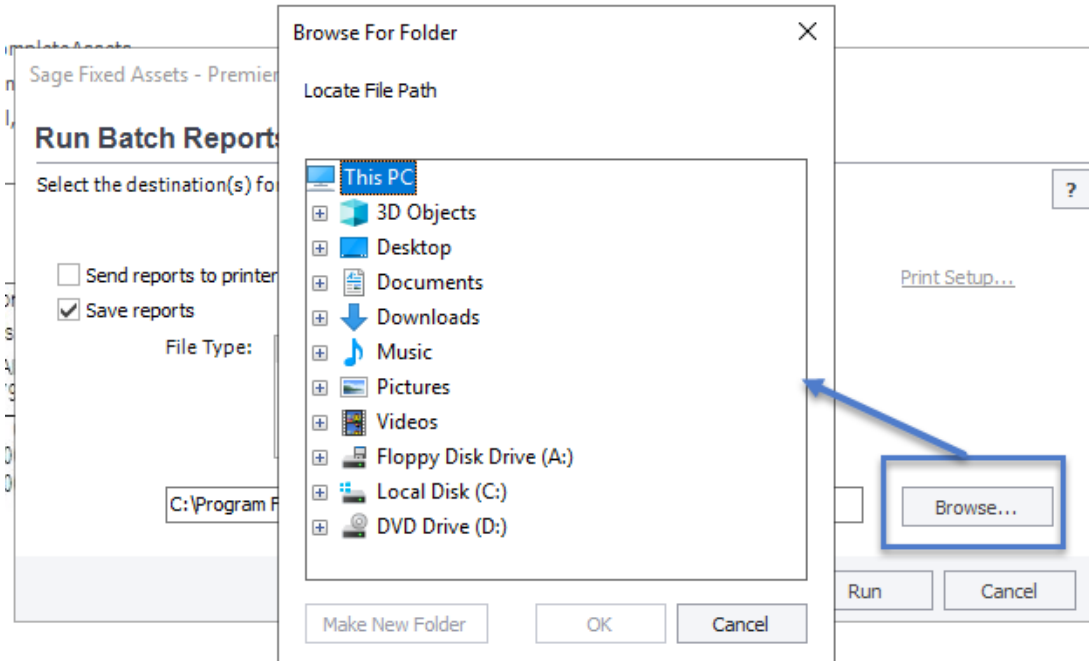 Browse For Folder
Locate File Path
This PC
3D Objects
Desktop
Documents
Downloads
Music
Pictures
Videos
Floppy Disk Drive (A:)
Local Disk (C:)
DVD Drive (D:)
Make New Folder
OK
Cancel
Sage Fixed Assets - Premier
Run Batch Reports
Select the destination(s) fo
?
Send reports to printer
Print Setup...
Save reports
File Type:
C:\Program F
Browse...
Run
Cancel